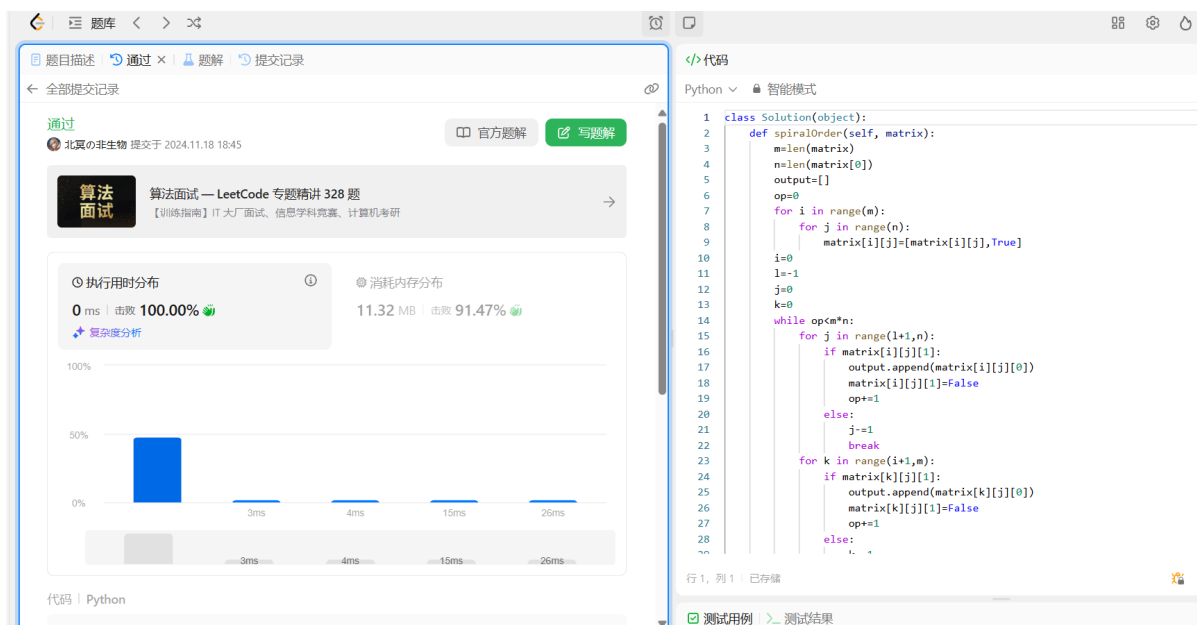 题库
题目描述 通过 题解 提交记录
全部提交记录
通过
北冥の非生物 提交于 2024.11.18 18:45
官方题解 写题解
算法
面试
算法面试 — LeetCode 专题精讲 328 题
【训练指南】IT 大厂面试、信息学科竞赛、计算机考研
执行用时分布
0 ms 击败 100.00%
复杂度分析
消耗内存分布
11.32 MB 击败 91.47%
100%
50%
0%
3ms 4ms 15ms 26ms
3ms 4ms 15ms 26ms
代码 Python
</> 代码
Python 智能模式
1 class Solution(object):
2     def spiralOrder(self, matrix):
3         m=len(matrix)
4         n=len(matrix[0])
5         output=[]
6         op=0
7         for i in range(m):
8             for j in range(n):
9                 matrix[i][j]=[matrix[i][j],True]
10         i=0
11         l=-1
12         j=0
13         k=0
14         while op<m*n:
15             for j in range(l+1,n):
16                 if matrix[i][j][1]:
17                     output.append(matrix[i][j][0])
18                     matrix[i][j][1]=False
19                     op+=1
20                 else:
21                     j-=1
22                     break
23             for k in range(i+1,m):
24                 if matrix[k][j][1]:
25                     output.append(matrix[k][j][0])
26                     matrix[k][j][1]=False
27                     op+=1
28                 else:
行 1, 列 1 已存储
测试用例 >_ 测试结果